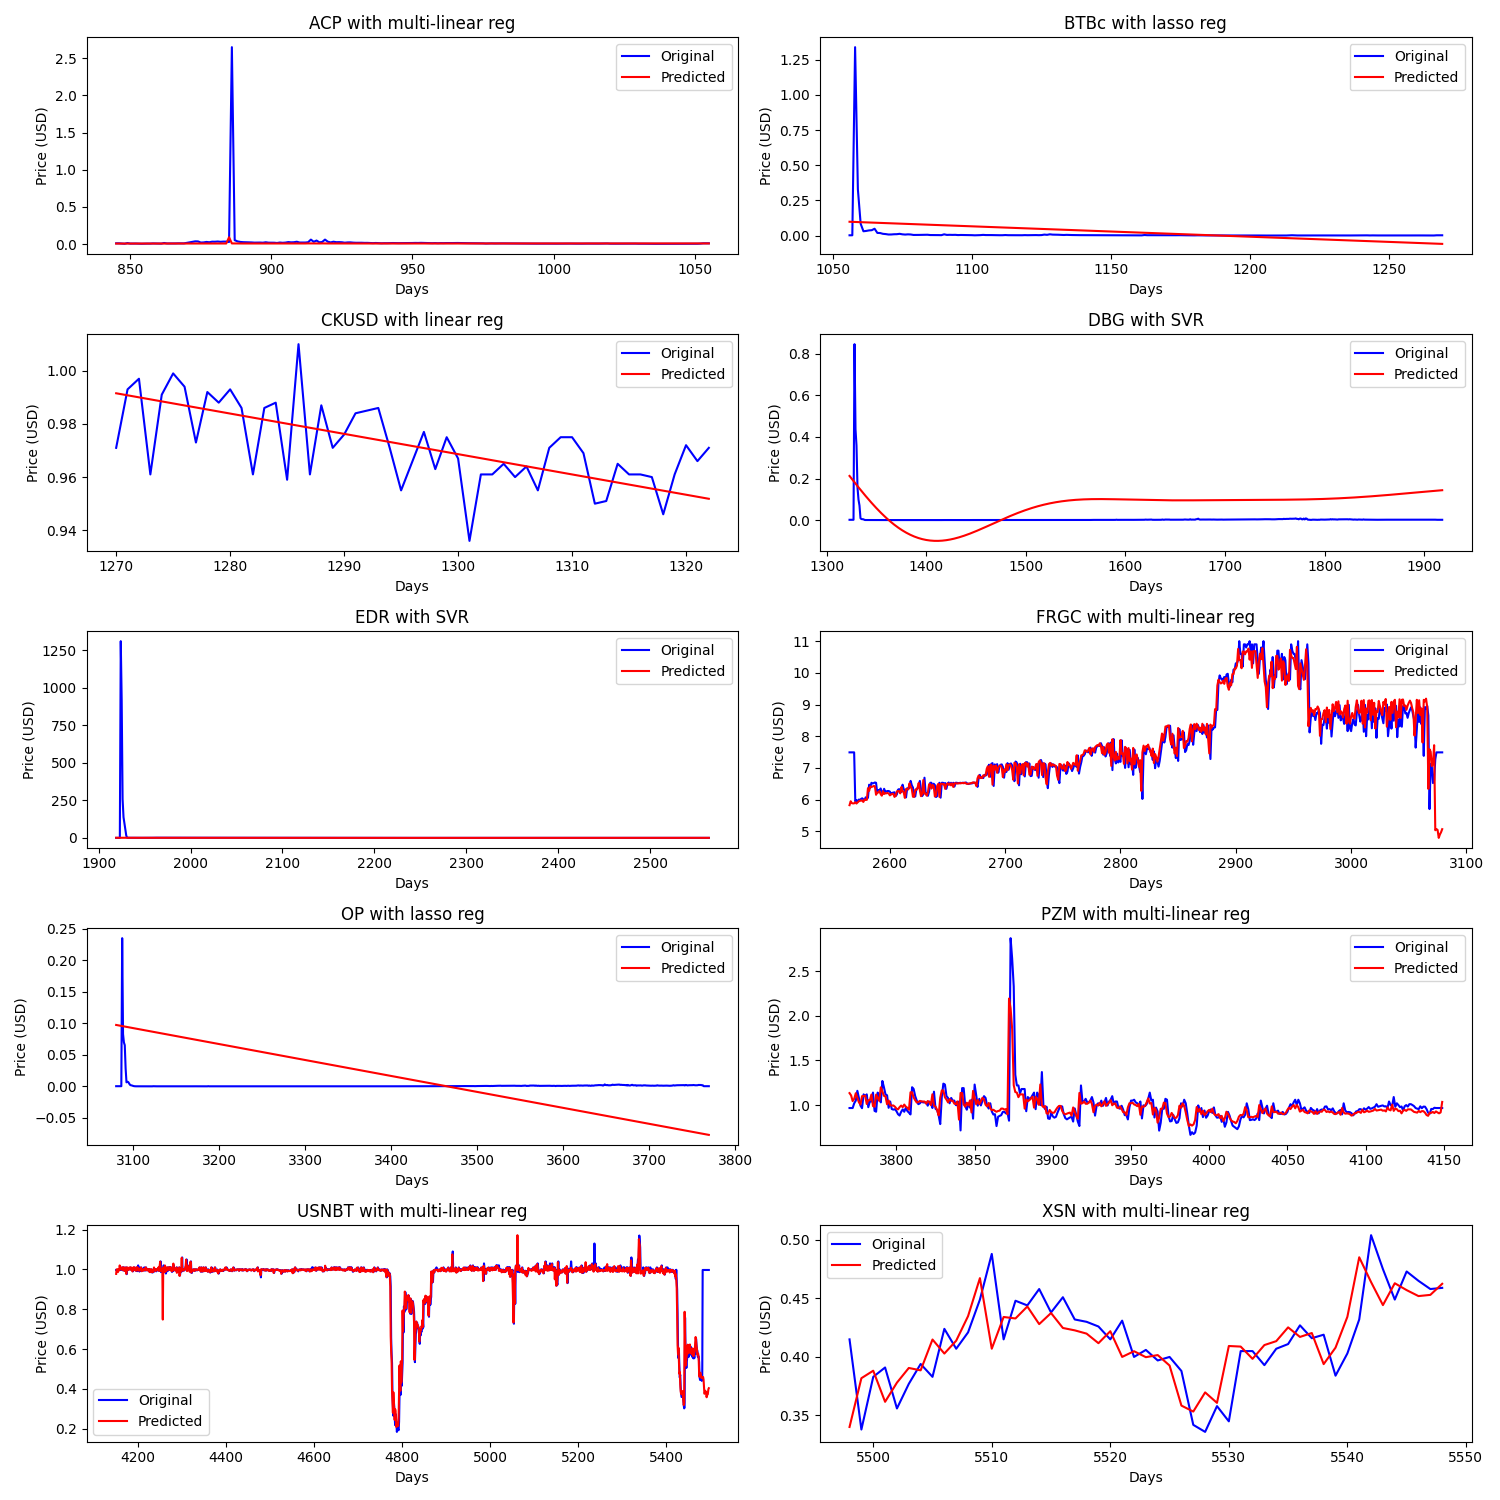 ACP with multi-linear reg
Price (USD)
2.5
2.0
1.5
1.0
0.5
0.0
Original
Predicted
850 900 950 1000 1050
Days
BTBc with lasso reg
Price (USD)
1.25
1.00
0.75
0.50
0.25
0.00
Original
Predicted
1050 1100 1150 1200 1250
Days
CKUSD with linear reg
Price (USD)
1.00
0.98
0.96
0.94
Original
Predicted
1270 1280 1290 1300 1310 1320
Days
DBG with SVR
Price (USD)
0.8
0.6
0.4
0.2
0.0
Original
Predicted
1300 1400 1500 1600 1700 1800 1900
Days
EDR with SVR
Price (USD)
1250
1000
750
500
250
0
Original
Predicted
1900 2000 2100 2200 2300 2400 2500
Days
FRGC with multi-linear reg
Price (USD)
11
10
9
8
7
6
5
Original
Predicted
2600 2700 2800 2900 3000 3100
Days
OP with lasso reg
Price (USD)
0.25
0.20
0.15
0.10
0.05
0.00
−0.05
Original
Predicted
3100 3200 3300 3400 3500 3600 3700 3800
Days
PZM with multi-linear reg
Price (USD)
2.5
2.0
1.5
1.0
Original
Predicted
3800 3850 3900 3950 4000 4050 4100 4150
Days
USNBT with multi-linear reg
Price (USD)
1.2
1.0
0.8
0.6
0.4
0.2
Original
Predicted
4200 4400 4600 4800 5000 5200 5400
Days
XSN with multi-linear reg
Price (USD)
0.50
0.45
0.40
0.35
Original
Predicted
5500 5510 5520 5530 5540 5550
Days